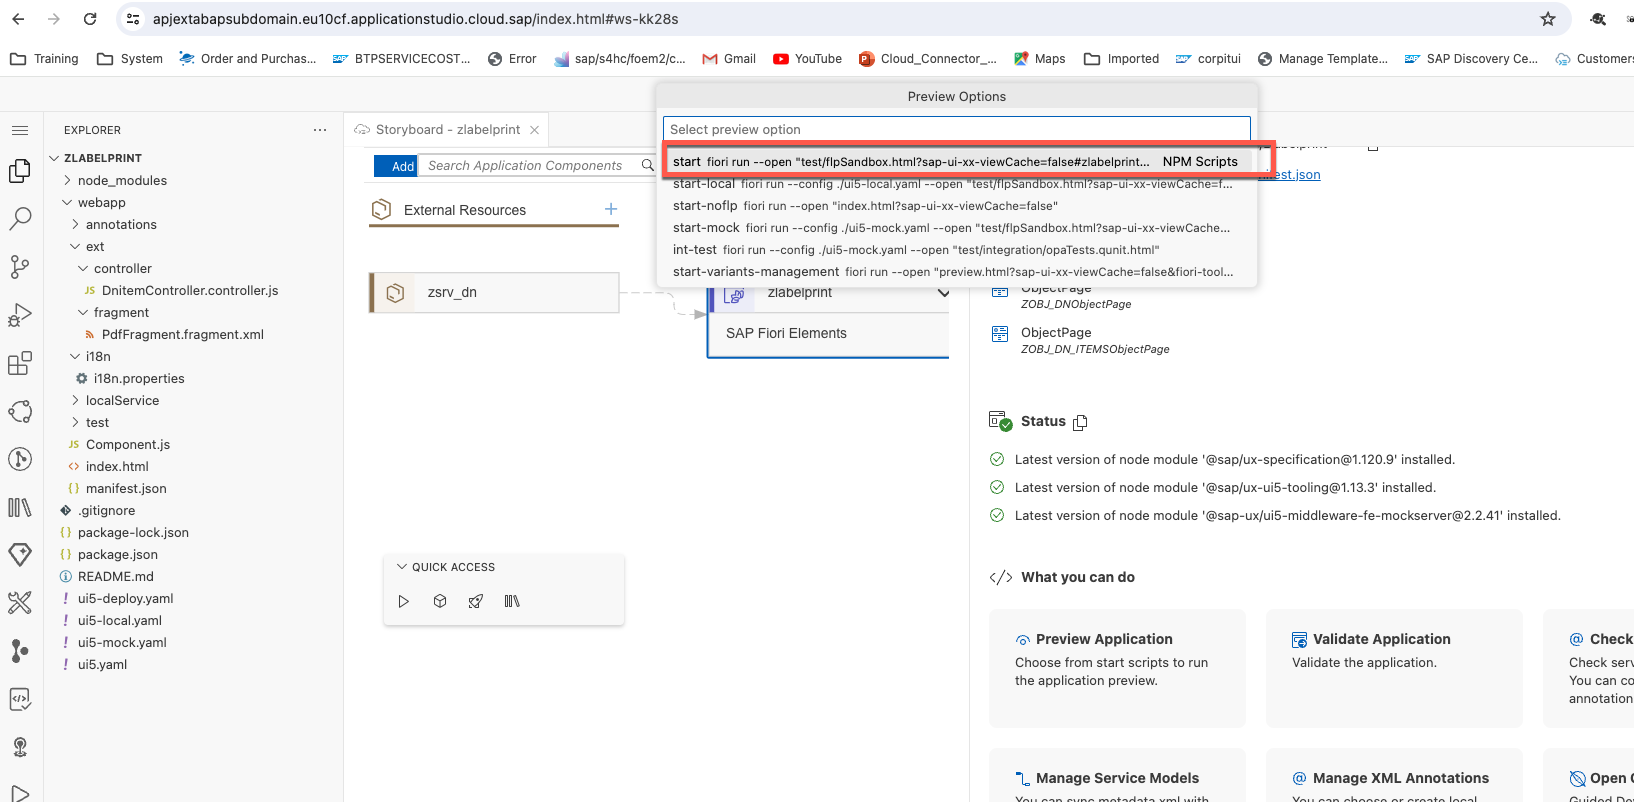 apjextabapsubdomain.eu10cf.applicationstudio.cloud.sap/index.html#ws-kk28s
Training System Order and Purchas... BTPSERVICECOST... Error sap/s4hc/foem2/c... Gmail YouTube Cloud_Connector_... Maps Imported corpitui Manage Template... SAP Discovery Ce... Customers
Preview Options
Select preview option
start fiori run --open "test/flpSandbox.html?sap-ui-xx-viewCache=false#zlabelprint... NPM Scripts
start-local fiori run --config ./ui5-local.yaml --open "test/flpSandbox.html?sap-ui-xx-viewCache=f...
start-noflp fiori run --open "index.html?sap-ui-xx-viewCache=false"
start-mock fiori run --config ./ui5-mock.yaml --open "test/flpSandbox.html?sap-ui-xx-viewCache...
int-test fiori run --config ./ui5-mock.yaml --open "test/integration/opaTests.qunit.html"
start-variants-management fiori run --open "preview.html?sap-ui-xx-viewCache=false&fiori-tool...
EXPLORER
ZLABELPRINT
node_modules
webapp
annotations
ext
controller
JS DnitemController.controller.js
fragment
PdfFragment.fragment.xml
i18n
i18n.properties
localService
test
JS Component.js
<> index.html
{} manifest.json
.gitignore
{} package-lock.json
{} package.json
README.md
! ui5-deploy.yaml
! ui5-local.yaml
! ui5-mock.yaml
! ui5.yaml
Storyboard - zlabelprint
Add Search Application Components
External Resources +
zsrv_dn
zlabelprint
SAP Fiori Elements
QUICK ACCESS
est.json
ObjectPage
ZOBJ_DNObjectPage
ObjectPage
ZOBJ_DN_ITEMSObjectPage
Status
Latest version of node module '@sap/ux-specification@1.120.9' installed.
Latest version of node module '@sap/ux-ui5-tooling@1.13.3' installed.
Latest version of node module '@sap-ux/ui5-middleware-fe-mockserver@2.2.41' installed.
</> What you can do
Preview Application
Choose from start scripts to run
the application preview.
Validate Application
Validate the application.
@ Check
Check serv
You can co
annotation
Manage Service Models
You can sync metadata.xml with
@ Manage XML Annotations
You can choose or create local
Open G